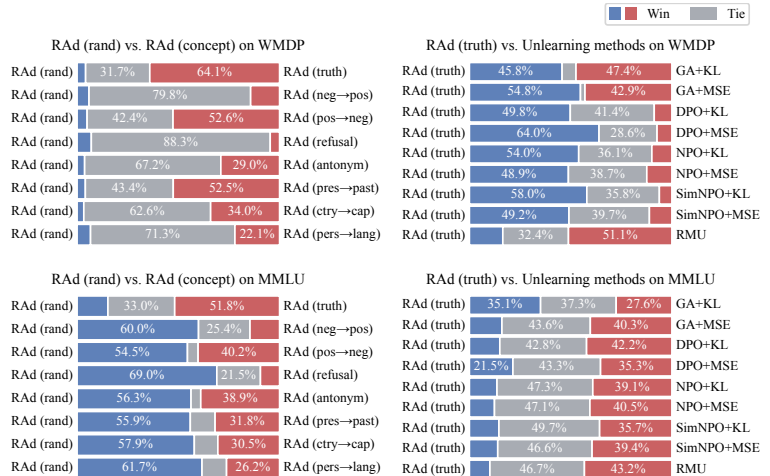 Win Tie
RAd (rand) vs. RAd (concept) on WMDP
RAd (rand) 31.7% 64.1% RAd (truth)
RAd (rand) 79.8% RAd (neg→pos)
RAd (rand) 42.4% 52.6% RAd (pos→neg)
RAd (rand) 88.3% RAd (refusal)
RAd (rand) 67.2% 29.0% RAd (antonym)
RAd (rand) 43.4% 52.5% RAd (pres→past)
RAd (rand) 62.6% 34.0% RAd (ctry→cap)
RAd (rand) 71.3% 22.1% RAd (pers→lang)
RAd (truth) vs. Unlearning methods on WMDP
RAd (truth) 45.8% 47.4% GA+KL
RAd (truth) 54.8% 42.9% GA+MSE
RAd (truth) 49.8% 41.4% DPO+KL
RAd (truth) 64.0% 28.6% DPO+MSE
RAd (truth) 54.0% 36.1% NPO+KL
RAd (truth) 48.9% 38.7% NPO+MSE
RAd (truth) 58.0% 35.8% SimNPO+KL
RAd (truth) 49.2% 39.7% SimNPO+MSE
RAd (truth) 32.4% 51.1% RMU
RAd (rand) vs. RAd (concept) on MMLU
RAd (rand) 33.0% 51.8% RAd (truth)
RAd (rand) 60.0% 25.4% RAd (neg→pos)
RAd (rand) 54.5% 40.2% RAd (pos→neg)
RAd (rand) 69.0% 21.5% RAd (refusal)
RAd (rand) 56.3% 38.9% RAd (antonym)
RAd (rand) 55.9% 31.8% RAd (pres→past)
RAd (rand) 57.9% 30.5% RAd (ctry→cap)
RAd (rand) 61.7% 26.2% RAd (pers→lang)
RAd (truth) vs. Unlearning methods on MMLU
RAd (truth) 35.1% 37.3% 27.6% GA+KL
RAd (truth) 43.6% 40.3% GA+MSE
RAd (truth) 42.8% 42.2% DPO+KL
RAd (truth) 21.5% 43.3% 35.3% DPO+MSE
RAd (truth) 47.3% 39.1% NPO+KL
RAd (truth) 47.1% 40.5% NPO+MSE
RAd (truth) 49.7% 35.7% SimNPO+KL
RAd (truth) 46.6% 39.4% SimNPO+MSE
RAd (truth) 46.7% 43.2% RMU